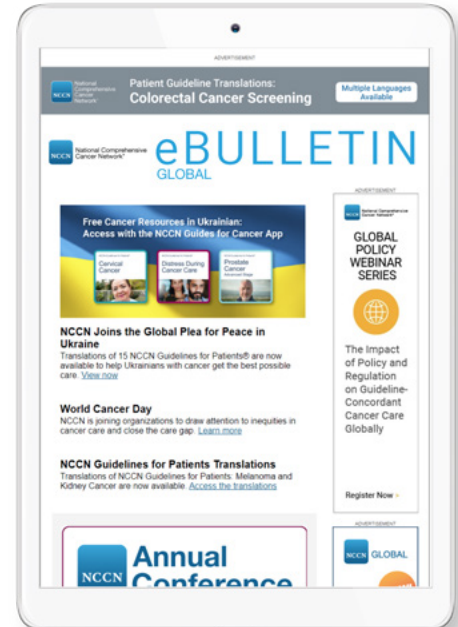 ADVERTISEMENT
NCCN
National
Comprehensive
Cancer
Network®
Patient Guideline Translations:
Colorectal Cancer Screening
Multiple Languages
Available
NCCN
National Comprehensive
Cancer Network®
eBULLETIN
GLOBAL
Free Cancer Resources in Ukrainian:
Access with the NCCN Guides for Cancer App
Cervical
Cancer
Distress During
Cancer Care
Prostate
Cancer
Advanced Stage
NCCN Joins the Global Plea for Peace in
Ukraine
Translations of 15 NCCN Guidelines for Patients® are now
available to help Ukrainians with cancer get the best possible
care. View now
World Cancer Day
NCCN is joining organizations to draw attention to inequities in
cancer care and close the care gap. Learn more
NCCN Guidelines for Patients Translations
Translations of NCCN Guidelines for Patients: Melanoma and
Kidney Cancer are now available. Access the translations
NCCN
Annual
Conference
ADVERTISEMENT
NCCN
National Comprehensive
Cancer Network®
GLOBAL
POLICY
WEBINAR
SERIES
The Impact
of Policy and
Regulation
on Guideline-
Concordant
Cancer Care
Globally
Register Now >
ADVERTISEMENT
NCCN GLOBAL